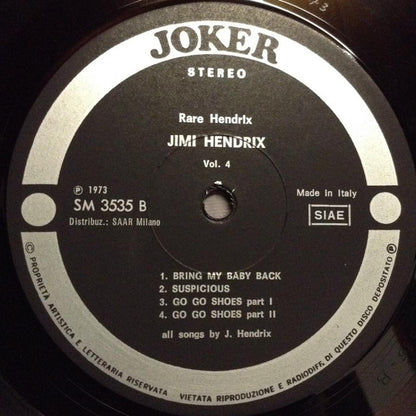 JOKER
STEREO
Rare Hendrix
JIMI HENDRIX
Vol. 4
℗ 1973
SM 3535 B
Distribuz.: SAAR Milano
Made in Italy
SIAE
1. BRING MY BABY BACK
2. SUSPICIOUS
3. GO GO SHOES part I
4. GO GO SHOES part II
all songs by J. Hendrix
© PROPRIETA ARTISTICA E LETTERARIA RISERVATA - VIETATA RIPRODUZIONE E RADIODIFF. DI QUESTO DISCO DEPOSITATO ℗